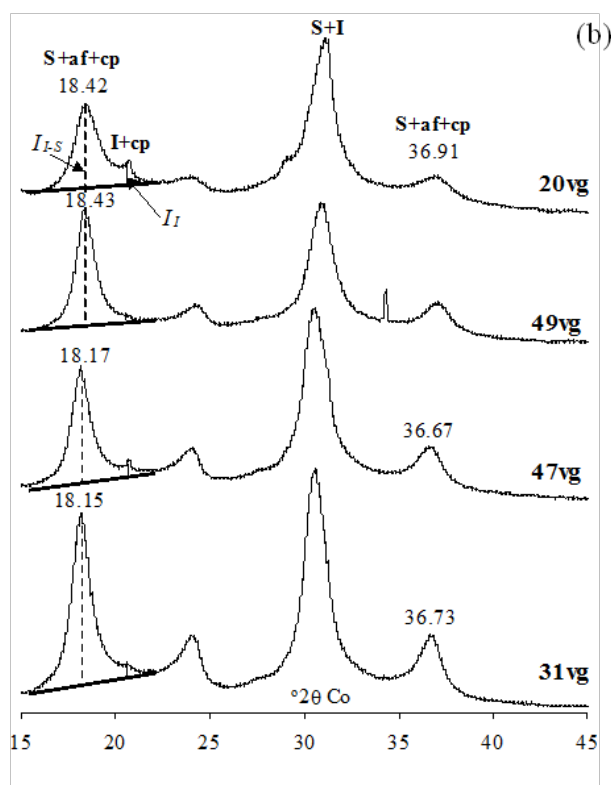 (b)
S+I
S+af+cp
18.42
I+cp
S+af+cp
36.91
I_{I-S}
20vg
18.43
I_I
49vg
18.17
36.67
47vg
18.15
36.73
31vg
°2θ Co
15 20 25 30 35 40 45